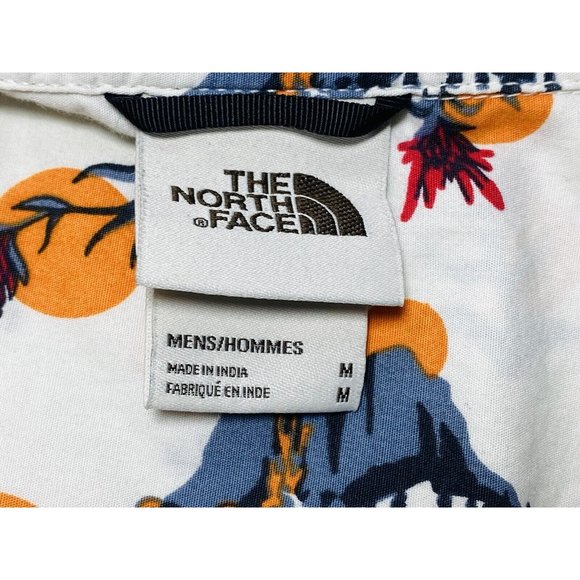 THE
NORTH
® FACE
MENS/HOMMES
MADE IN INDIA M
FABRIQUÉ EN INDE M